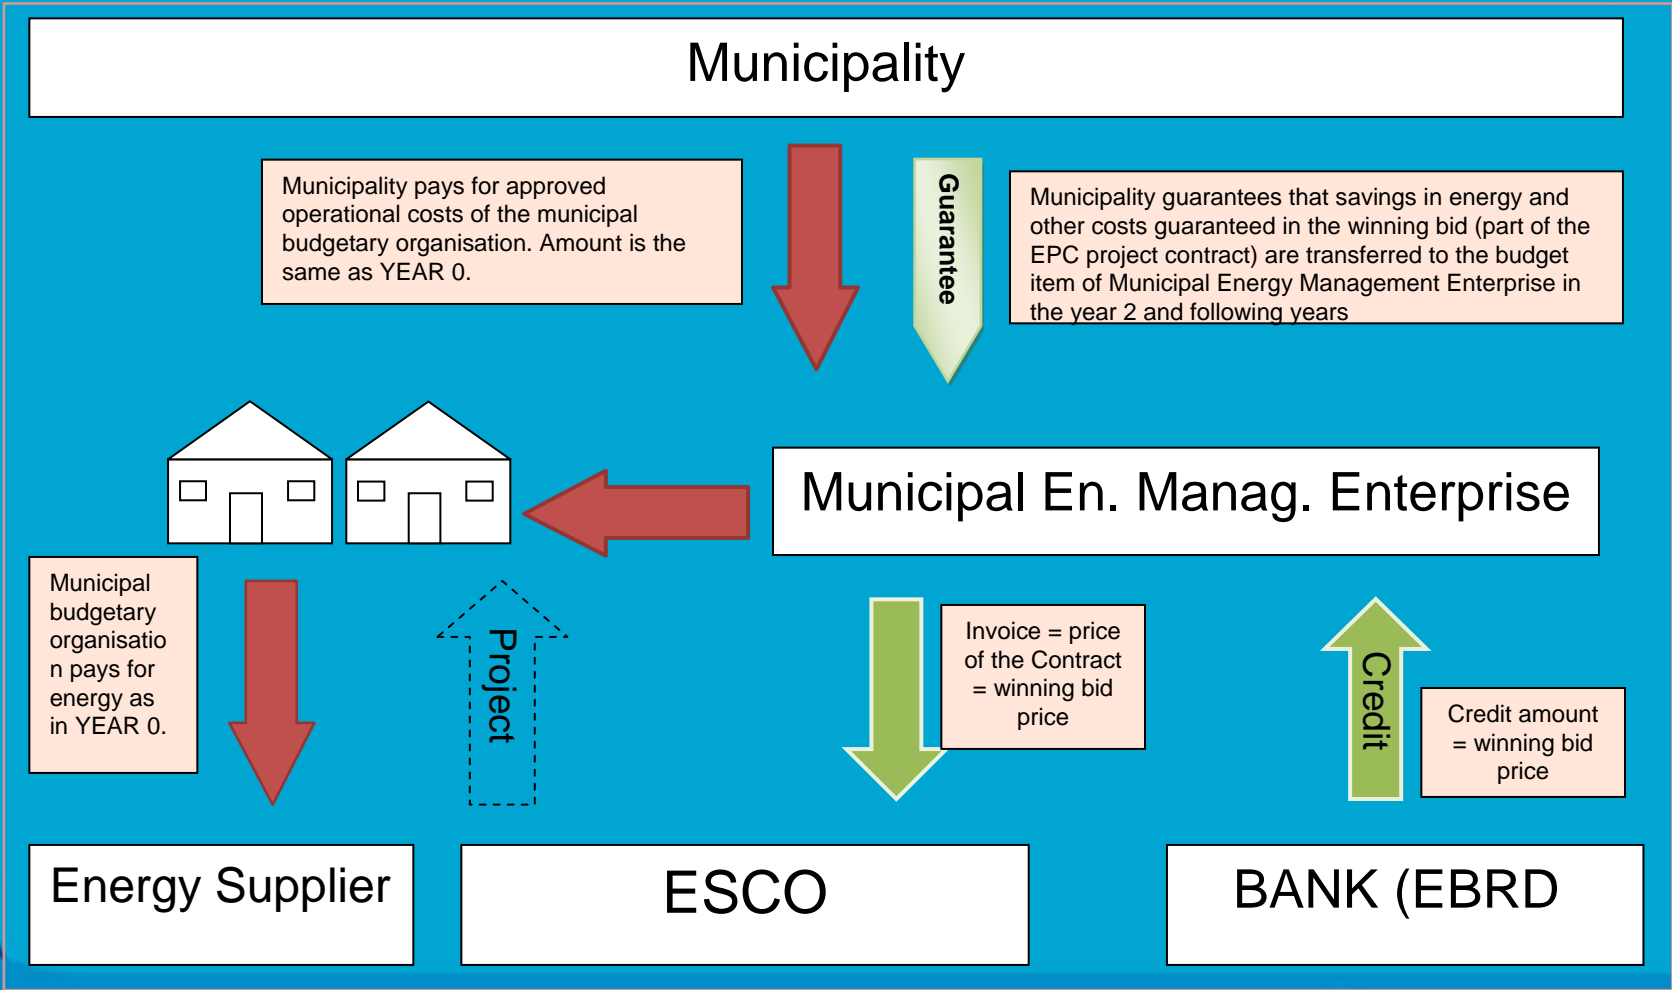 Municipality
Municipality pays for approved
operational costs of the municipal
budgetary organisation. Amount is the
same as YEAR 0.
Guarantee
Municipality guarantees that savings in energy and
other costs guaranteed in the winning bid (part of the
EPC project contract) are transferred to the budget
item of Municipal Energy Management Enterprise in
the year 2 and following years
Municipal En. Manag. Enterprise
Municipal
budgetary
organisatio
n pays for
energy as
in YEAR 0.
Project
Invoice = price
of the Contract
= winning bid
price
Credit
Credit amount
= winning bid
price
Energy Supplier
ESCO
BANK (EBRD